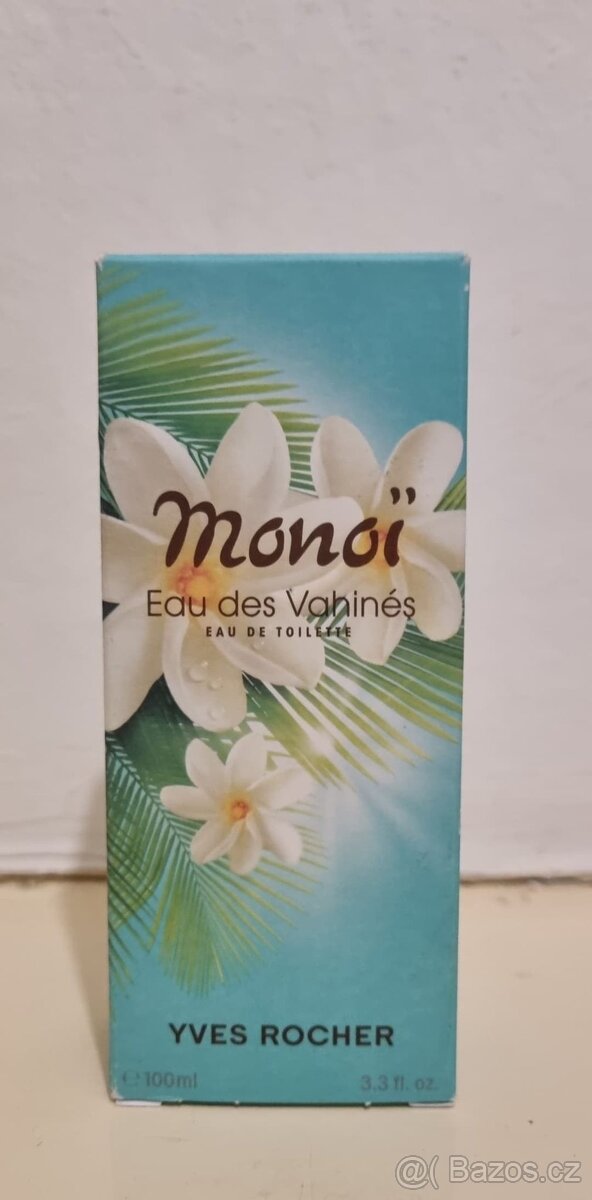 Monoï
Eau des Vahinés
EAU DE TOILETTE
YVES ROCHER
℮ 100ml
3.3 fl. oz.
@( Bazos.cz